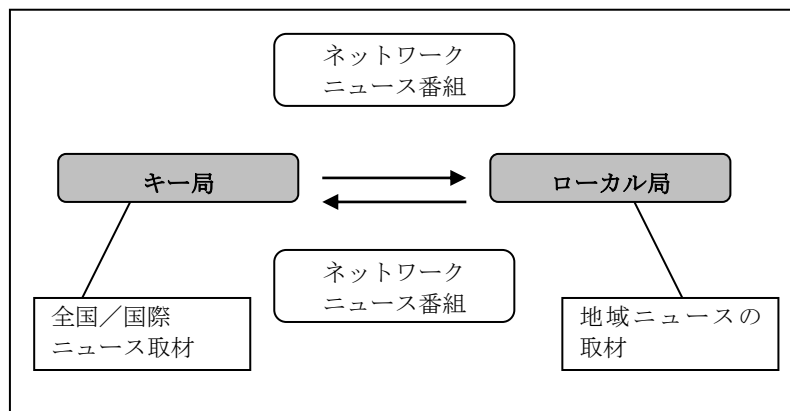 ネットワーク
ニュース番組
キー局
ローカル局
ネットワーク
ニュース番組
全国／国際
ニュース取材
地域ニュースの
取材